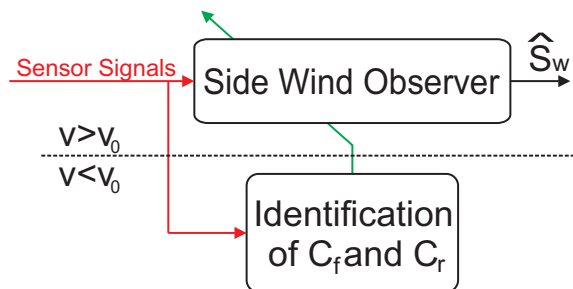 Sensor Signals
Side Wind Observer
Ŝw
v>v₀
v<v₀
Identification
of Cf and Cr